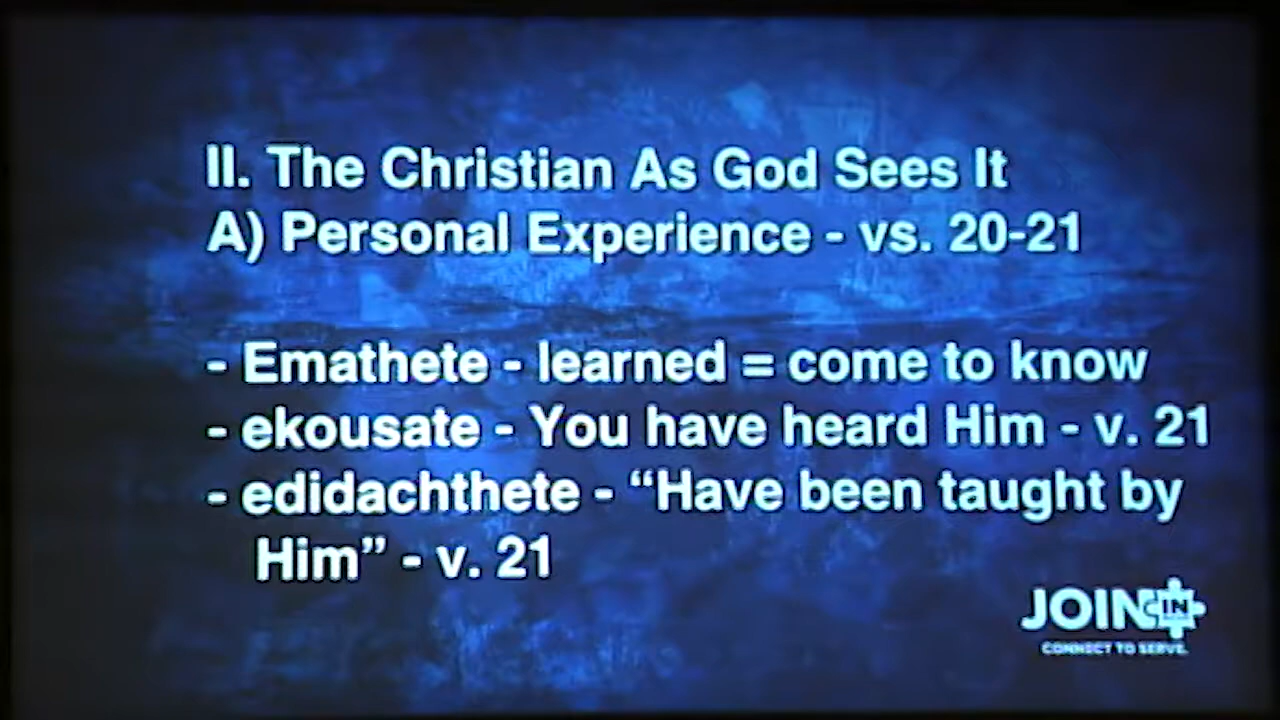 II. The Christian As God Sees It
A) Personal Experience - vs. 20-21
- Emathete - learned = come to know
- ekousate - You have heard Him - v. 21
- edidachthete - “Have been taught by
Him” - v. 21
JOIN IN
CONNECT TO SERVE.